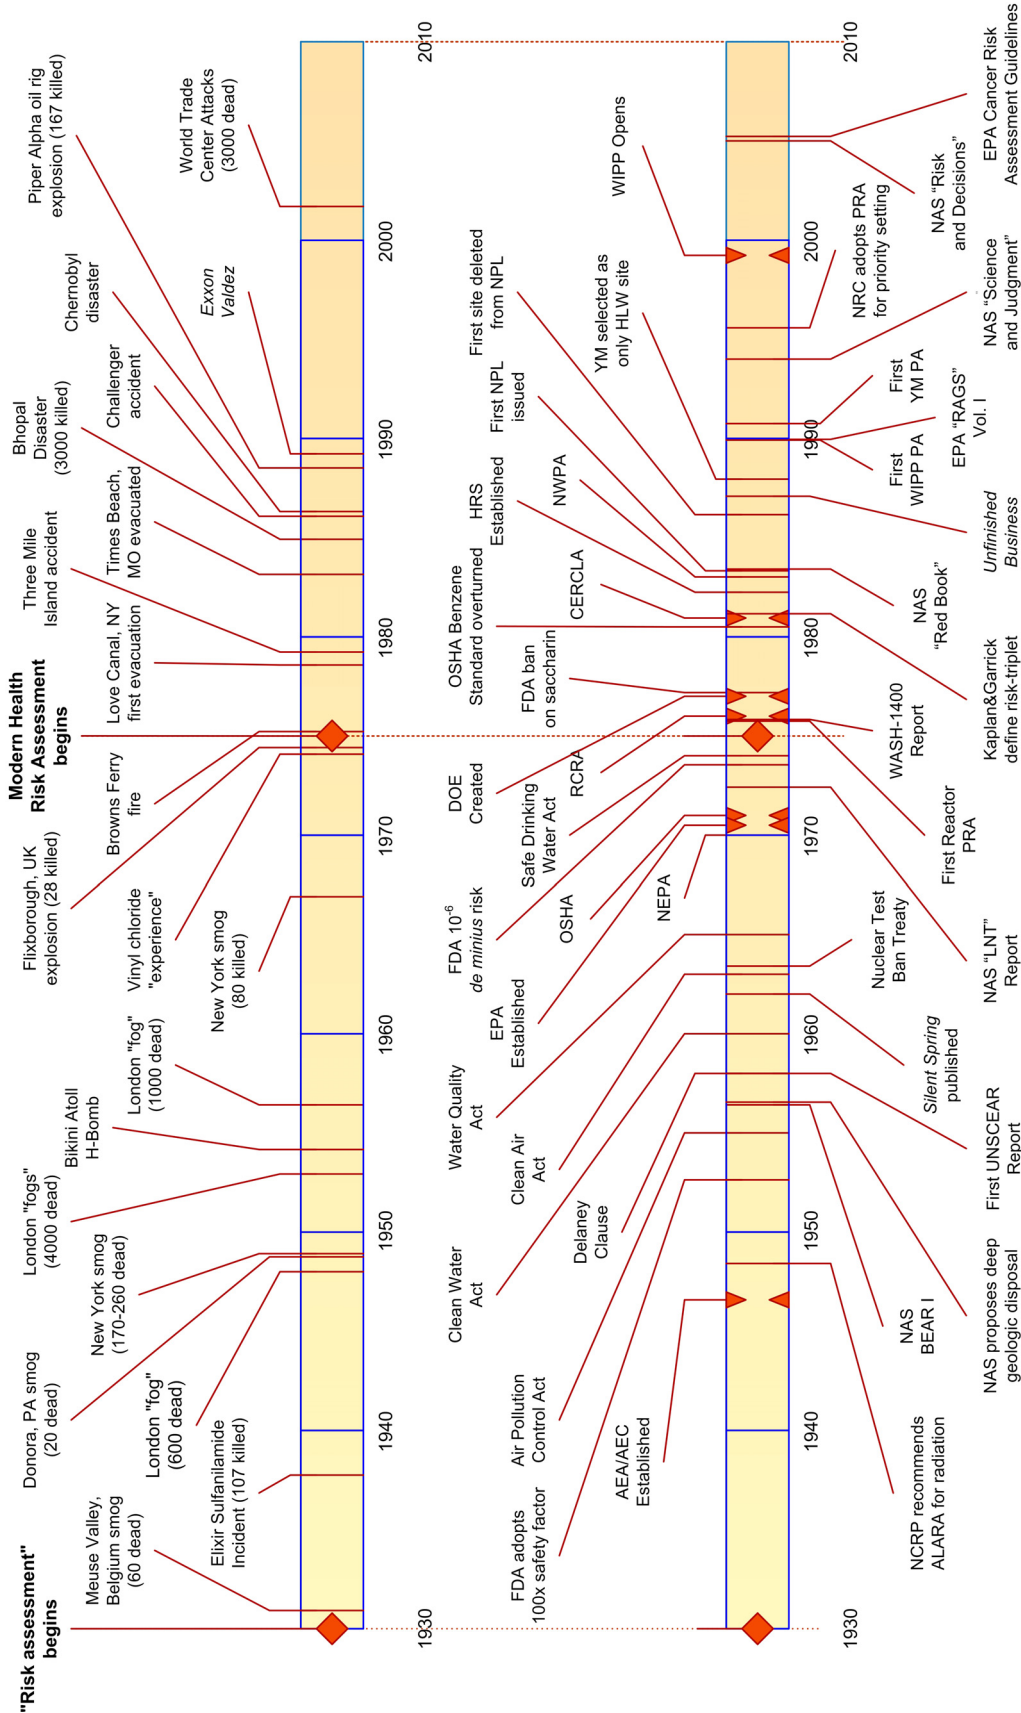 "Risk assessment"
begins
Meuse Valley,
Belgium smog
(60 dead)
Elixir Sulfanilamide
Incident (107 killed)
Donora, PA smog
(20 dead)
London "fog"
(600 dead)
New York smog
(170-260 dead)
London "fogs"
(4000 dead)
Bikini Atoll
H-Bomb
London "fog"
(1000 dead)
New York smog
(80 killed)
Vinyl chloride
"experience"
Flixborough, UK
explosion (28 killed)
Browns Ferry
fire
Modern Health
Risk Assessment
begins
Love Canal, NY
first evacuation
Three Mile
Island accident
Times Beach,
MO evacuated
Bhopal
Disaster
(3000 killed)
Challenger
accident
Chernobyl
disaster
Piper Alpha oil rig
explosion (167 killed)
Exxon
Valdez
World Trade
Center Attacks
(3000 dead)
1930
1940
1950
1960
1970
1980
1990
2000
2010
FDA adopts
100x safety factor
Air Pollution
Control Act
AEA/AEC
Established
Clean Water
Act
Delaney
Clause
Clean Air
Act
Water Quality
Act
EPA
Established
FDA 10-6
de minius risk
OSHA
NEPA
Safe Drinking
Water Act
RCRA
DOE
Created
FDA ban
on saccharin
OSHA Benzene
Standard overturned
CERCLA
HRS
Established
NWPA
First NPL
issued
First site deleted
from NPL
YM selected as
only HLW site
WIPP Opens
1930
1940
1950
1960
1970
1980
1990
2000
2010
NCRP recommends
ALARA for radiation
NAS
BEAR I
NAS proposes deep
geologic disposal
First UNSCEAR
Report
Silent Spring
published
Nuclear Test
Ban Treaty
NAS “LNT”
Report
First Reactor
PRA
WASH-1400
Report
Kaplan&Garrick
define risk-triplet
NAS
“Red Book”
Unfinished
Business
First
WIPP PA
EPA “RAGS”
Vol. I
First
YM PA
NAS “Science
and Judgment”
NRC adopts PRA
for priority setting
NAS “Risk
and Decisions”
EPA Cancer Risk
Assessment Guidelines